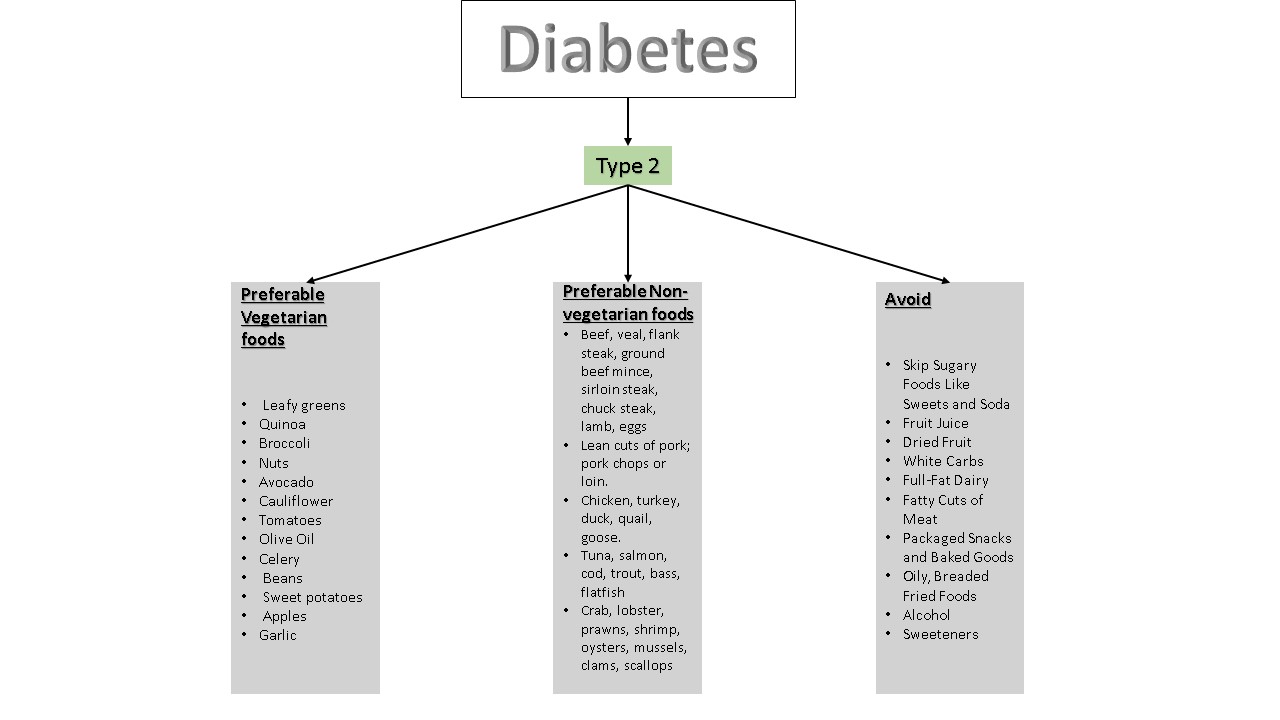 Diabetes
Type 2
Preferable
Vegetarian
foods
• Leafy greens
• Quinoa
• Broccoli
• Nuts
• Avocado
• Cauliflower
• Tomatoes
• Olive Oil
• Celery
• Beans
• Sweet potatoes
• Apples
• Garlic
Preferable Non-
vegetarian foods
• Beef, veal, flank
steak, ground
beef mince,
sirloin steak,
chuck steak,
lamb, eggs
• Lean cuts of pork;
pork chops or
loin.
• Chicken, turkey,
duck, quail,
goose.
• Tuna, salmon,
cod, trout, bass,
flatfish
• Crab, lobster,
prawns, shrimp,
oysters, mussels,
clams, scallops
Avoid
• Skip Sugary
Foods Like
Sweets and Soda
• Fruit Juice
• Dried Fruit
• White Carbs
• Full-Fat Dairy
• Fatty Cuts of
Meat
• Packaged Snacks
and Baked Goods
• Oily, Breaded
Fried Foods
• Alcohol
• Sweeteners